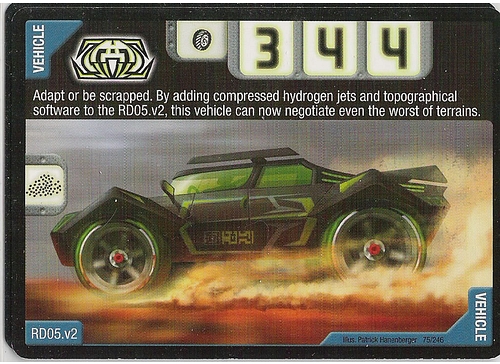 VEHICLE
3 4 4
Adapt or be scrapped. By adding compressed hydrogen jets and topographical
software to the RD05.v2, this vehicle can now negotiate even the worst of terrains.
RD05.v2
Illus. Patrick Hanenberger 75/246
VEHICLE